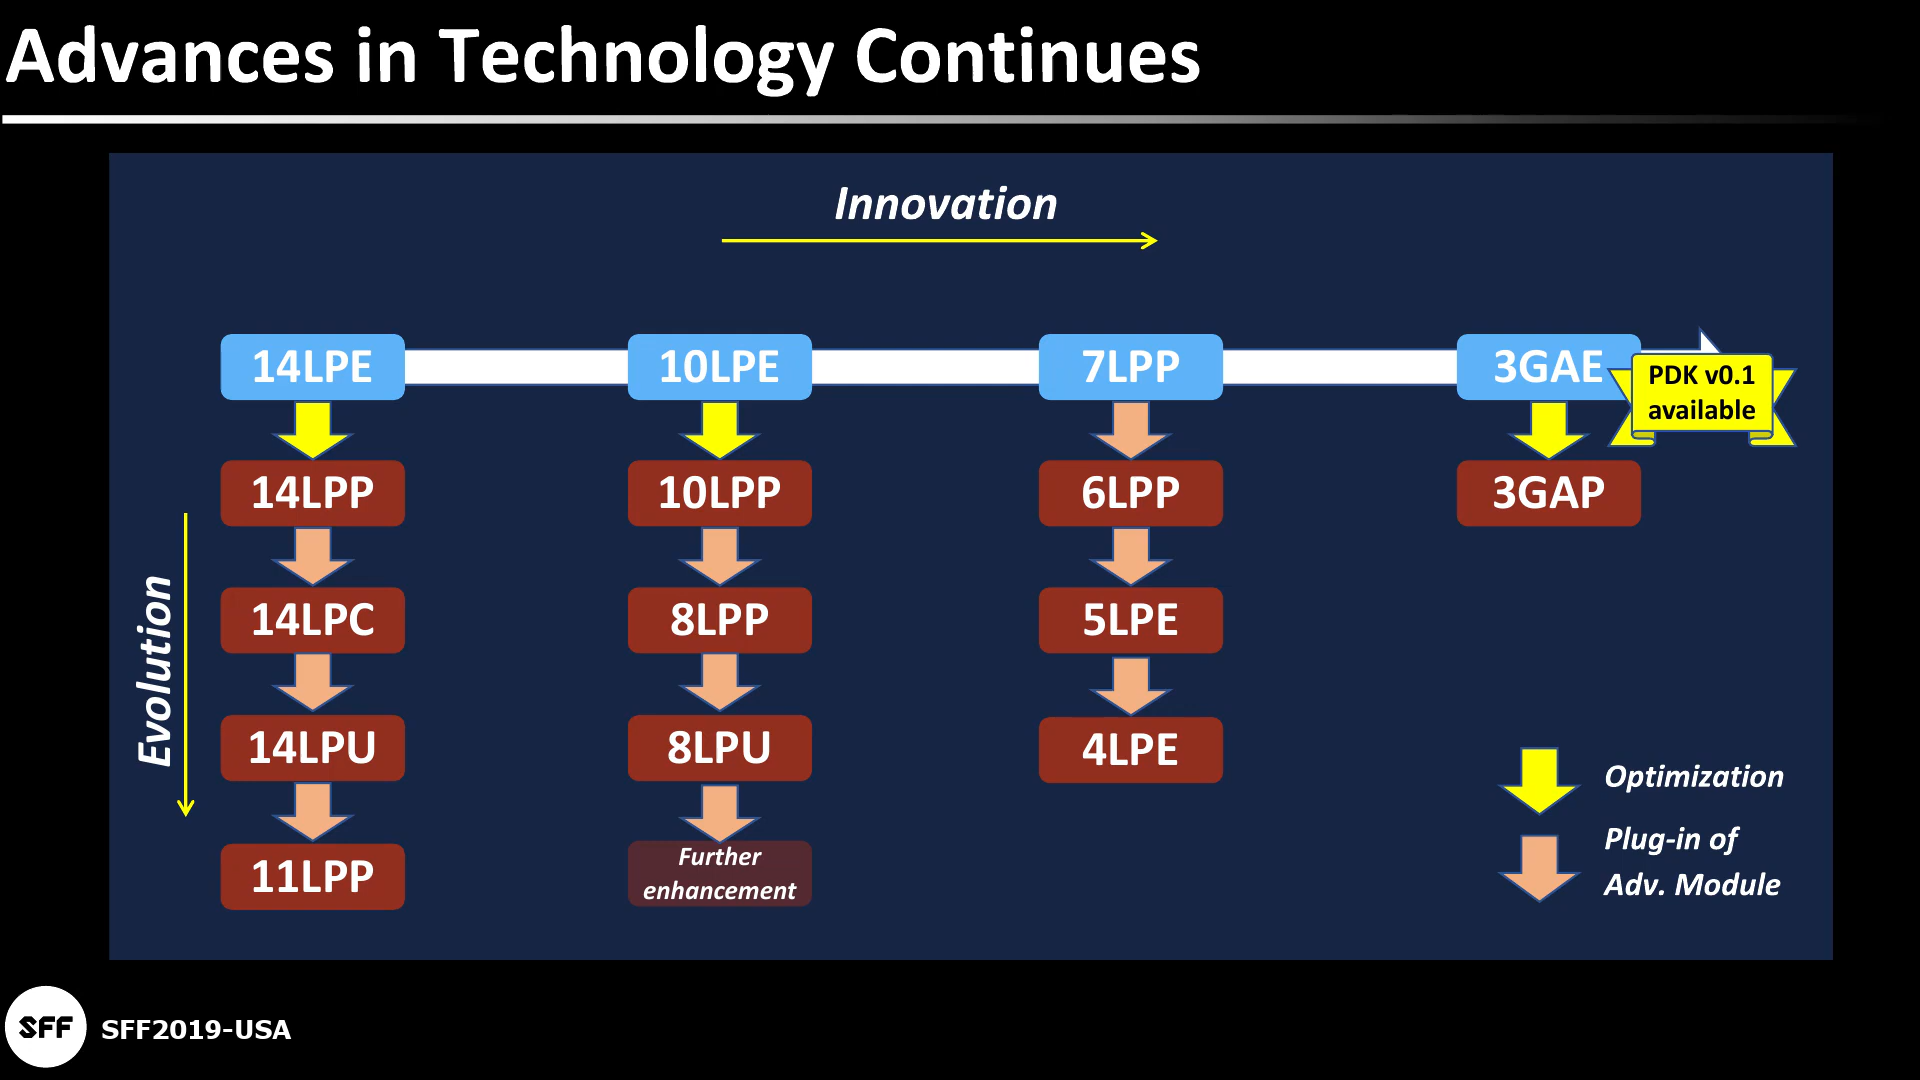 Advances in Technology Continues
Innovation
14LPE
10LPE
7LPP
3GAE
PDK v0.1
available
14LPP
10LPP
6LPP
3GAP
Evolution
14LPC
8LPP
5LPE
14LPU
8LPU
4LPE
Optimization
Plug-in of
Adv. Module
11LPP
Further
enhancement
SFF
SFF2019-USA